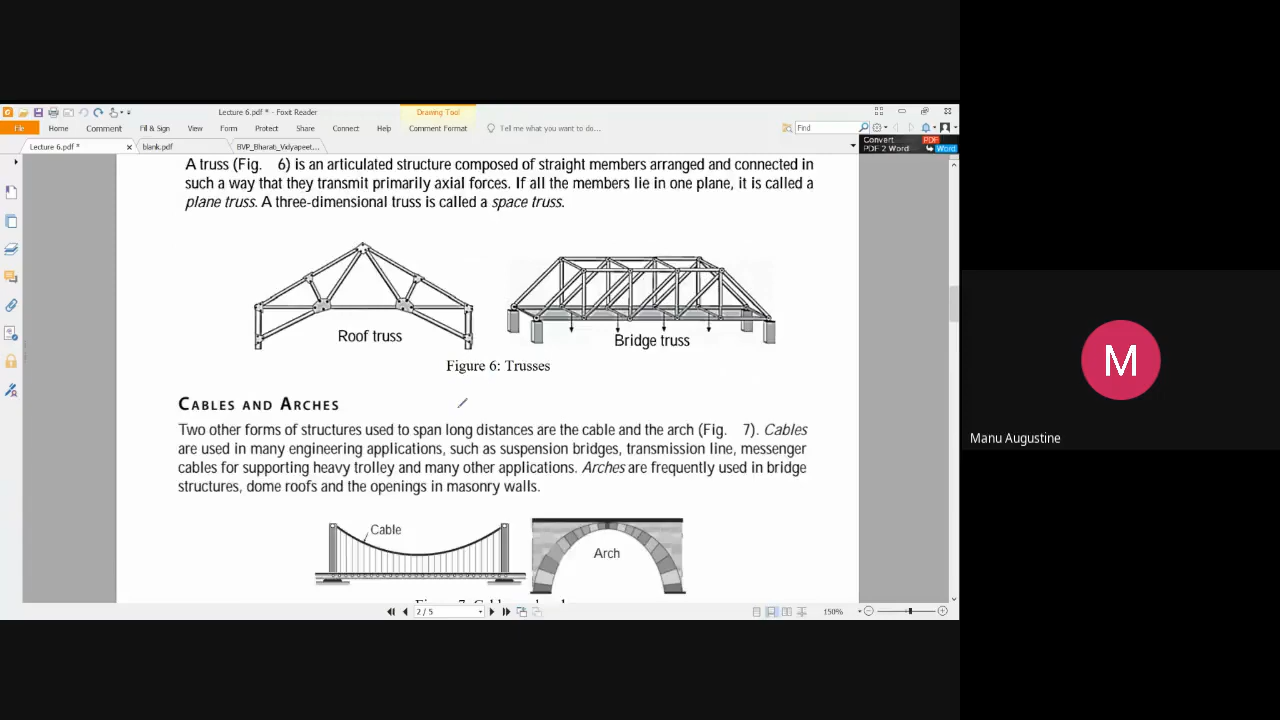 Lecture 6.pdf * - Foxit Reader
Drawing Tool
File Home Comment Fill & Sign View Form Protect Share Connect Help Comment Format Tell me what you want to do... Find
Lecture 6.pdf * blank.pdf BVP_Bharati_Vidyapeet...
Convert PDF
PDF 2 Word Word
A truss (Fig. 6) is an articulated structure composed of straight members arranged and connected in
such a way that they transmit primarily axial forces. If all the members lie in one plane, it is called a
plane truss. A three-dimensional truss is called a space truss.
Roof truss
Bridge truss
Figure 6: Trusses
CABLES AND ARCHES
Two other forms of structures used to span long distances are the cable and the arch (Fig. 7). Cables
are used in many engineering applications, such as suspension bridges, transmission line, messenger
cables for supporting heavy trolley and many other applications. Arches are frequently used in bridge
structures, dome roofs and the openings in masonry walls.
Cable
Arch
2 / 5
150%
M
Manu Augustine